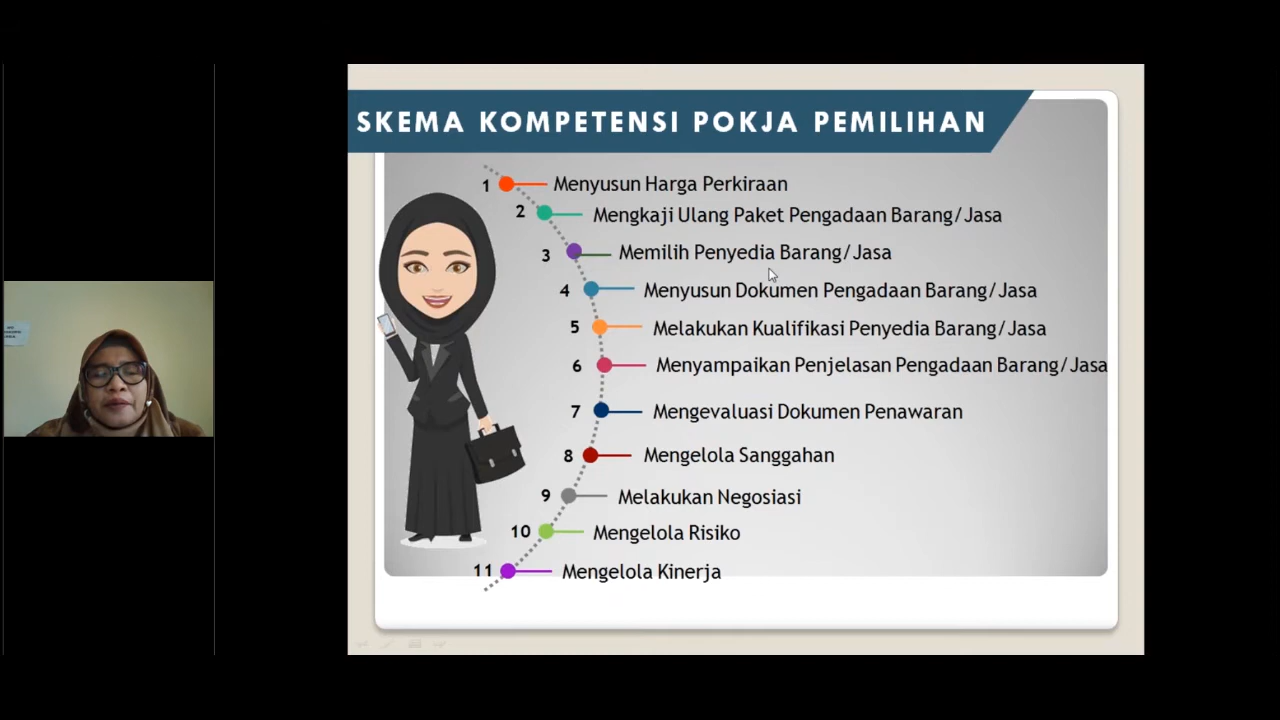 SKEMA KOMPETENSI POKJA PEMILIHAN
1 Menyusun Harga Perkiraan
2 Mengkaji Ulang Paket Pengadaan Barang/Jasa
3 Memilih Penyedia Barang/Jasa
4 Menyusun Dokumen Pengadaan Barang/Jasa
5 Melakukan Kualifikasi Penyedia Barang/Jasa
6 Menyampaikan Penjelasan Pengadaan Barang/Jasa
7 Mengevaluasi Dokumen Penawaran
8 Mengelola Sanggahan
9 Melakukan Negosiasi
10 Mengelola Risiko
11 Mengelola Kinerja